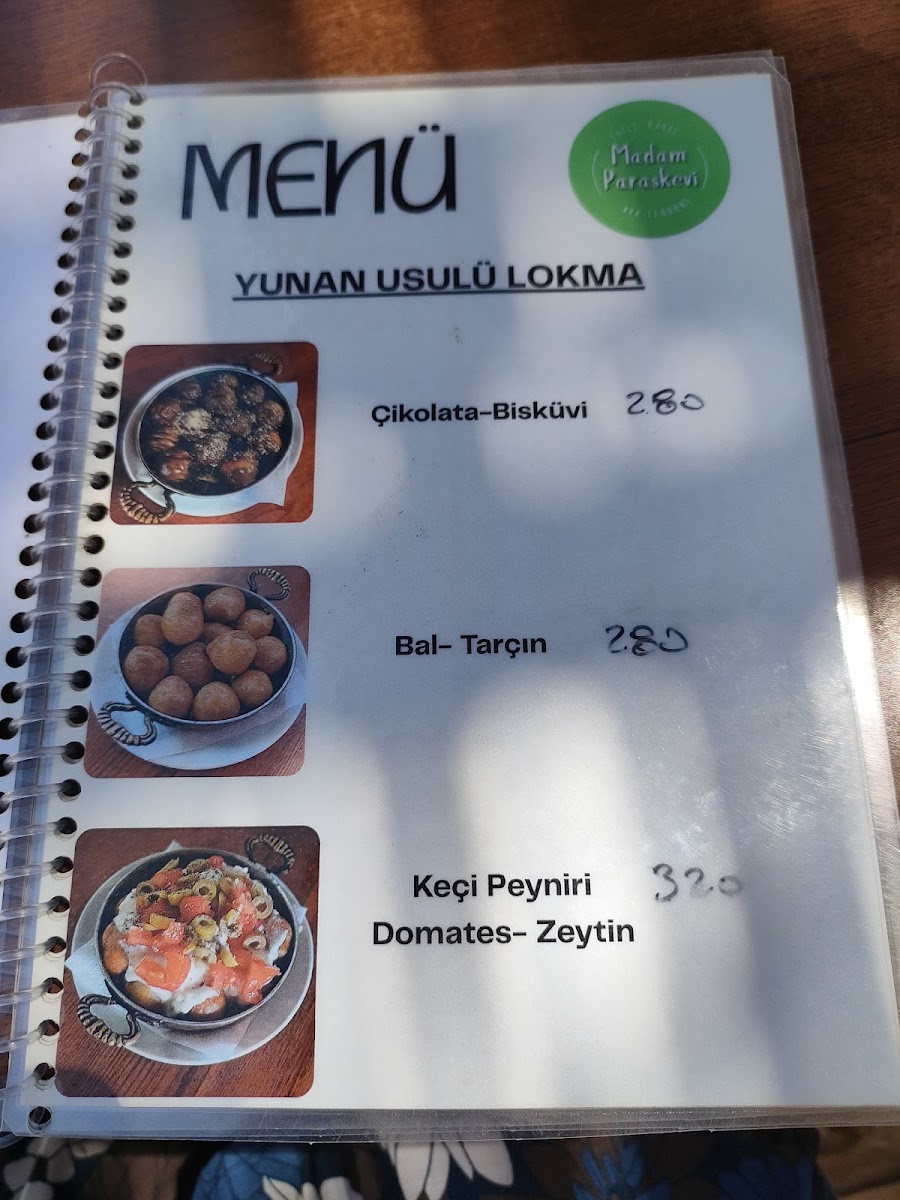 MENÜ
Madam
Paraskevi
YUNAN USULÜ LOKMA
Çikolata-Bisküvi 280
Bal- Tarçın 280
Keçi Peyniri 320
Domates- Zeytin